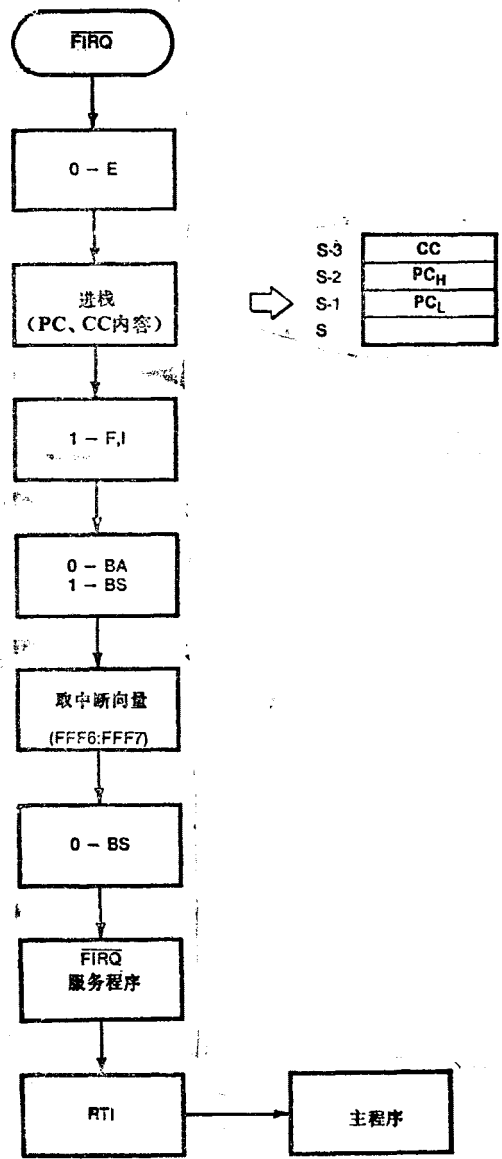 FIRQ
0 — E
进栓
(PC、CC内容)
S-3 CC
S-2 PCH
S-1 PCL
S
1 — F,I
0 — BA
1 — BS
取中断向量
(FFF6:FFF7)
0 — BS
FIRQ
服务程序
RTI
主程序